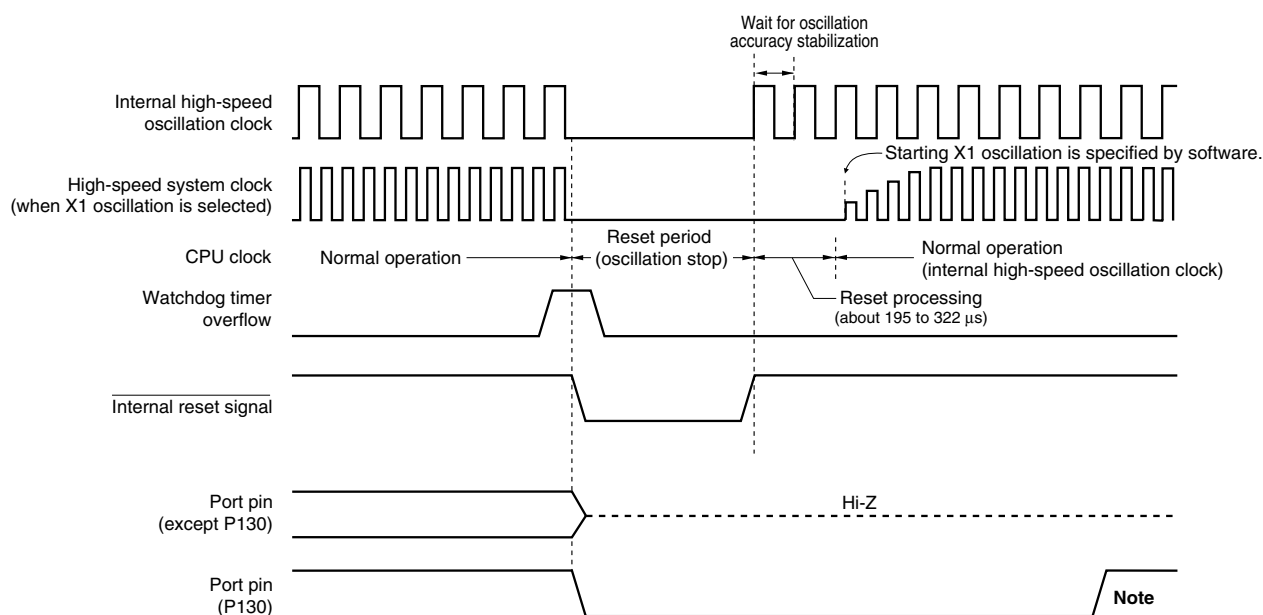 Wait for oscillation
accuracy stabilization
Internal high-speed
oscillation clock
Starting X1 oscillation is specified by software.
High-speed system clock
(when X1 oscillation is selected)
CPU clock
Normal operation
Reset period
(oscillation stop)
Normal operation
(internal high-speed oscillation clock)
Reset processing
(about 195 to 322 μs)
Watchdog timer
overflow
Internal reset signal
Port pin
(except P130)
Hi-Z
Port pin
(P130)
Note